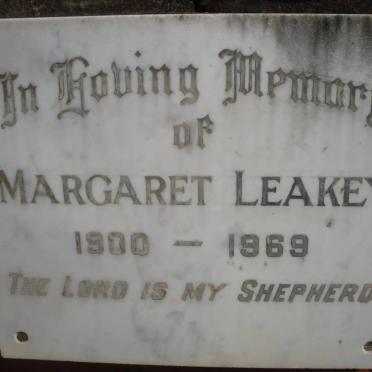 In Loving Memory
of
MARGARET LEAKEY
1900 — 1969
THE LORD IS MY SHEPHERD